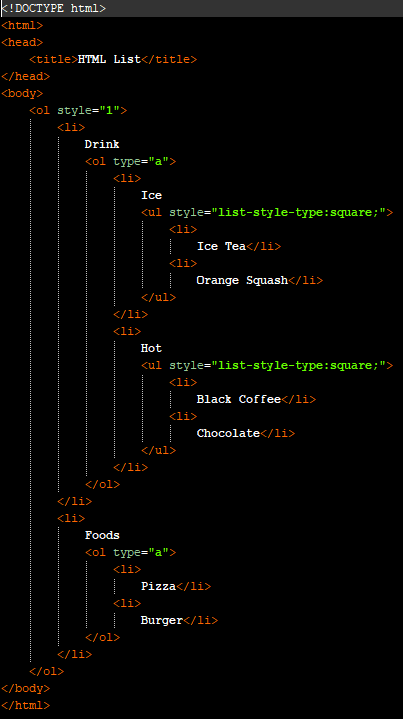 <!DOCTYPE html>
<html>
<head>
    <title>HTML List</title>
</head>
<body>
    <ol style="1">
        <li>
            Drink
            <ol type="a">
                <li>
                    Ice
                    <ul style="list-style-type:square;">
                        <li>
                            Ice Tea</li>
                        <li>
                            Orange Squash</li>
                    </ul>
                </li>
                <li>
                    Hot
                    <ul style="list-style-type:square;">
                        <li>
                            Black Coffee</li>
                        <li>
                            Chocolate</li>
                    </ul>
                </li>
            </ol>
        </li>
        <li>
            Foods
            <ol type="a">
                <li>
                    Pizza</li>
                <li>
                    Burger</li>
            </ol>
        </li>
    </ol>
</body>
</html>